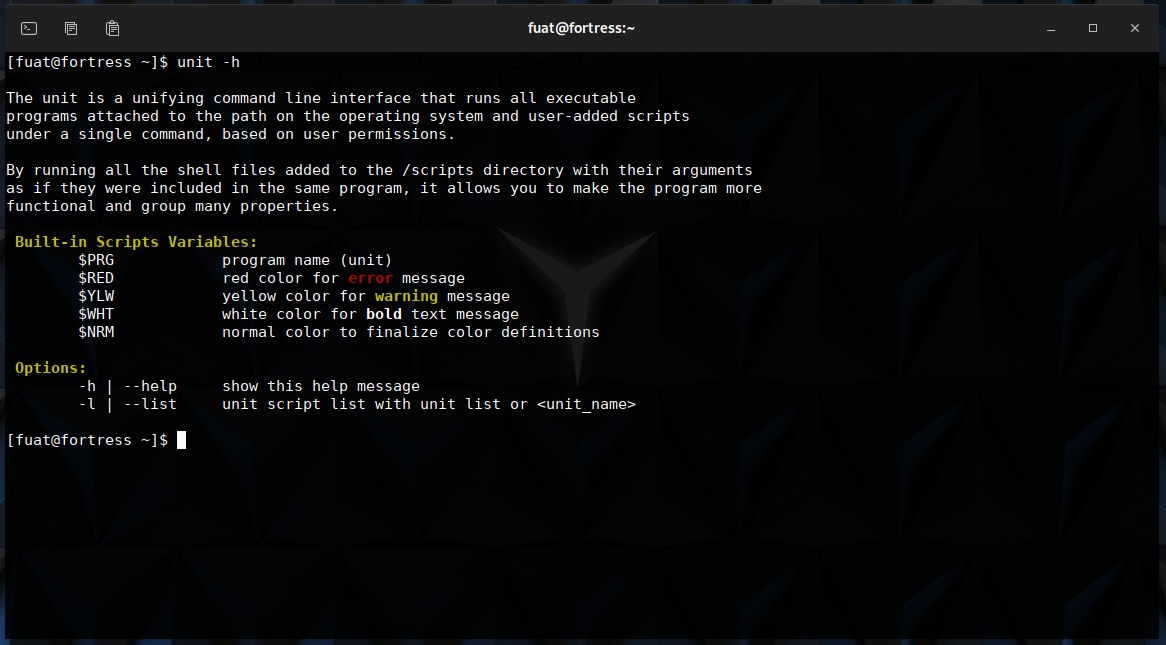 fuat@fortress:~
[fuat@fortress ~]$ unit -h
The unit is a unifying command line interface that runs all executable
programs attached to the path on the operating system and user-added scripts
under a single command, based on user permissions.
By running all the shell files added to the /scripts directory with their arguments
as if they were included in the same program, it allows you to make the program more
functional and group many properties.
Built-in Scripts Variables:
$PRG program name (unit)
$RED red color for error message
$YLW yellow color for warning message
$WHT white color for bold text message
$NRM normal color to finalize color definitions
Options:
-h | --help show this help message
-l | --list unit script list with unit list or <unit_name>
[fuat@fortress ~]$